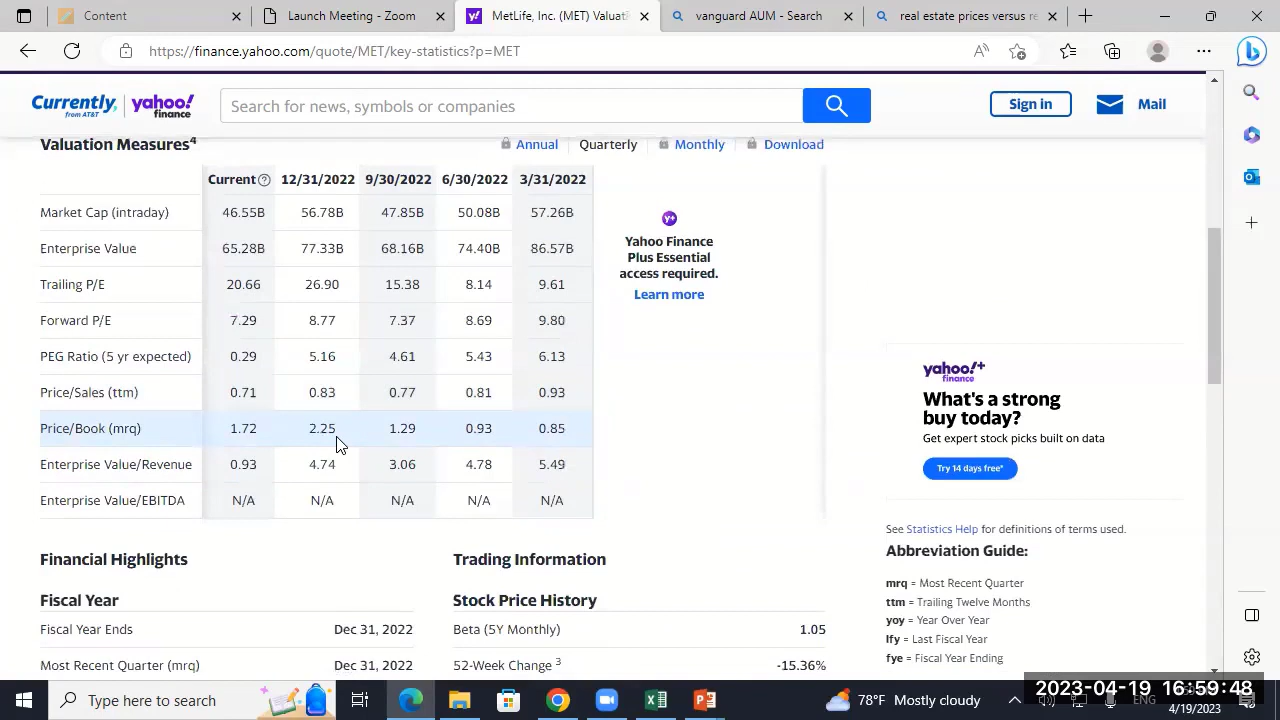 Content
Launch Meeting - Zoom
MetLife, Inc. (MET) Valuati
vanguard AUM - Search
real estate prices versus re
https://finance.yahoo.com/quote/MET/key-statistics?p=MET
Currently, from AT&T
yahoo! finance
Search for news, symbols or companies
Sign in
Mail
Valuation Measures4
Annual Quarterly Monthly Download
Current 12/31/2022 9/30/2022 6/30/2022 3/31/2022
Market Cap (intraday) 46.55B 56.78B 47.85B 50.08B 57.26B
Enterprise Value 65.28B 77.33B 68.16B 74.40B 86.57B
Trailing P/E 20.66 26.90 15.38 8.14 9.61
Forward P/E 7.29 8.77 7.37 8.69 9.80
PEG Ratio (5 yr expected) 0.29 5.16 4.61 5.43 6.13
Price/Sales (ttm) 0.71 0.83 0.77 0.81 0.93
Price/Book (mrq) 1.72 2.25 1.29 0.93 0.85
Enterprise Value/Revenue 0.93 4.74 3.06 4.78 5.49
Enterprise Value/EBITDA N/A N/A N/A N/A N/A
Yahoo Finance
Plus Essential
access required.
Learn more
yahoo!+
finance
What's a strong
buy today?
Get expert stock picks built on data
Try 14 days free*
See Statistics Help for definitions of terms used.
Abbreviation Guide:
mrq = Most Recent Quarter
ttm = Trailing Twelve Months
yoy = Year Over Year
lfy = Last Fiscal Year
fye = Fiscal Year Ending
Financial Highlights
Fiscal Year
Fiscal Year Ends Dec 31, 2022
Most Recent Quarter (mrq) Dec 31, 2022
Trading Information
Stock Price History
Beta (5Y Monthly) 1.05
52-Week Change 3 -15.36%
Type here to search
78°F Mostly cloudy
ENG
2023-04-19 16:59:48
4/19/2023